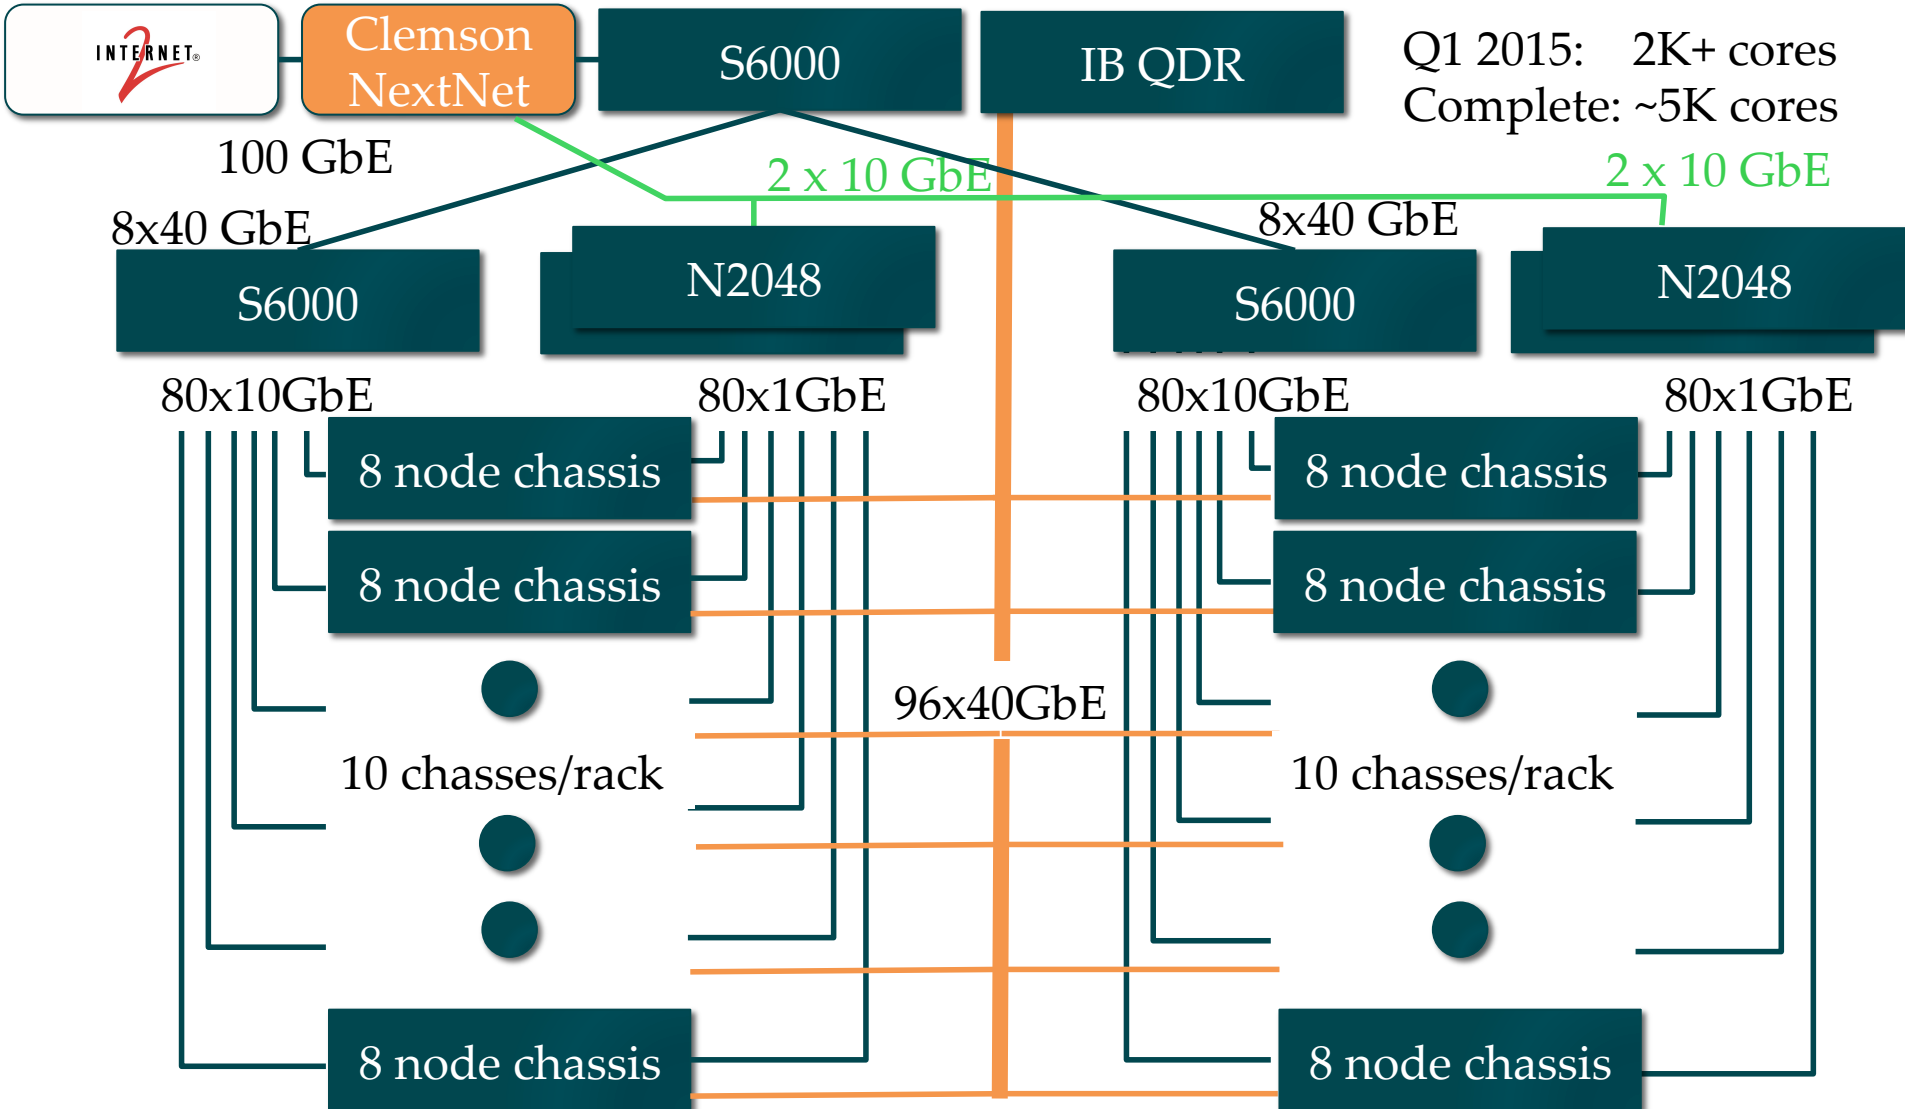 INTERNET®
2
Clemson
NextNet
S6000
IB QDR
Q1 2015: 2K+ cores
Complete: ~5K cores
100 GbE
2 x 10 GbE
2 x 10 GbE
8x40 GbE
8x40 GbE
S6000
N2048
S6000
N2048
80x10GbE
80x1GbE
80x10GbE
80x1GbE
8 node chassis
8 node chassis
8 node chassis
8 node chassis
96x40GbE
10 chasses/rack
10 chasses/rack
8 node chassis
8 node chassis